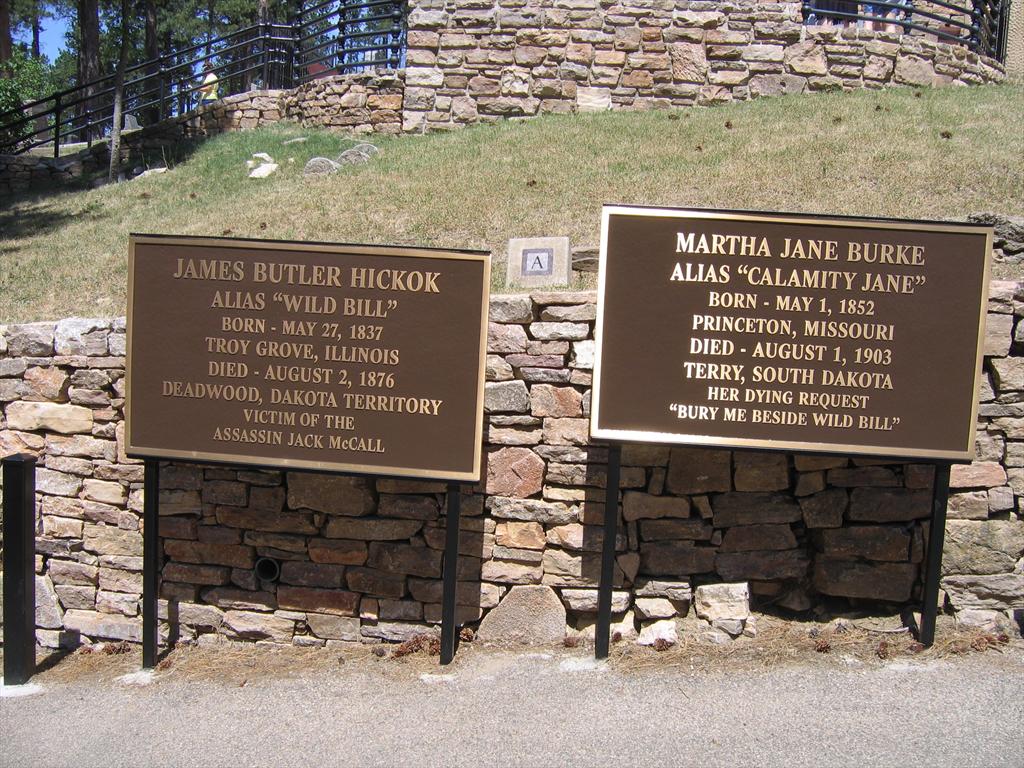 JAMES BUTLER HICKOK
ALIAS "WILD BILL"
BORN - MAY 27, 1837
TROY GROVE, ILLINOIS
DIED - AUGUST 2, 1876
DEADWOOD, DAKOTA TERRITORY
VICTIM OF THE
ASSASSIN JACK McCALL
A
MARTHA JANE BURKE
ALIAS "CALAMITY JANE"
BORN - MAY 1, 1852
PRINCETON, MISSOURI
DIED - AUGUST 1, 1903
TERRY, SOUTH DAKOTA
HER DYING REQUEST
"BURY ME BESIDE WILD BILL"